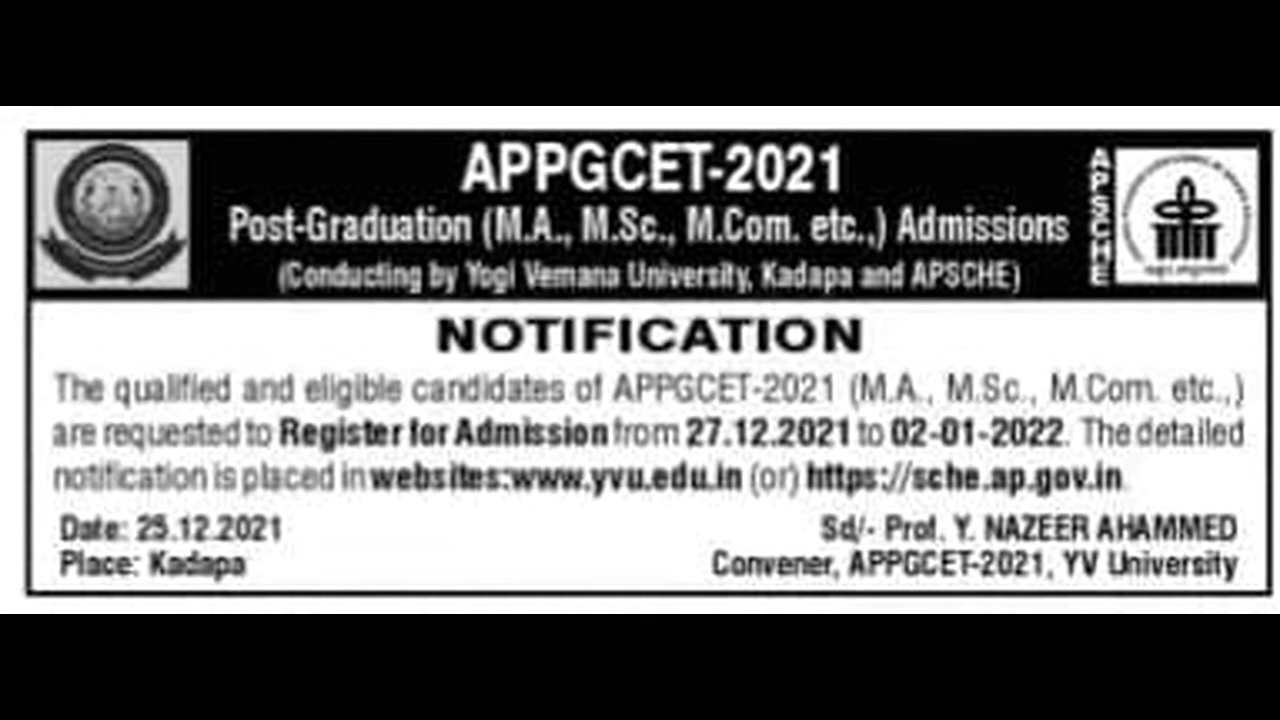 APPGCET-2021
Post-Graduation (M.A., M.Sc., M.Com. etc.,) Admissions
(Conducting by Yogi Vemana University, Kadapa and APSCHE)
APSCHE
NOTIFICATION
The qualified and eligible candidates of APPGCET-2021 (M.A., M.Sc., M.Com. etc.,)
are requested to Register for Admission from 27.12.2021 to 02-01-2022. The detailed
notification is placed in websites:www.yvu.edu.in (or) https://sche.ap.gov.in.
Date: 25.12.2021
Sd/- Prof. Y. NAZEER AHAMMED
Place: Kadapa
Convener, APPGCET-2021, YV University